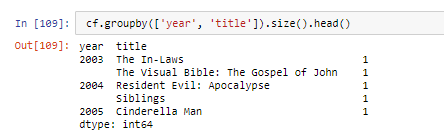 In [109]: cf.groupby(['year', 'title']).size().head()
Out[109]: year  title
2003  The In-Laws                              1
      The Visual Bible: The Gospel of John     1
2004  Resident Evil: Apocalypse                1
      Siblings                                 1
2005  Cinderella Man                           1
dtype: int64